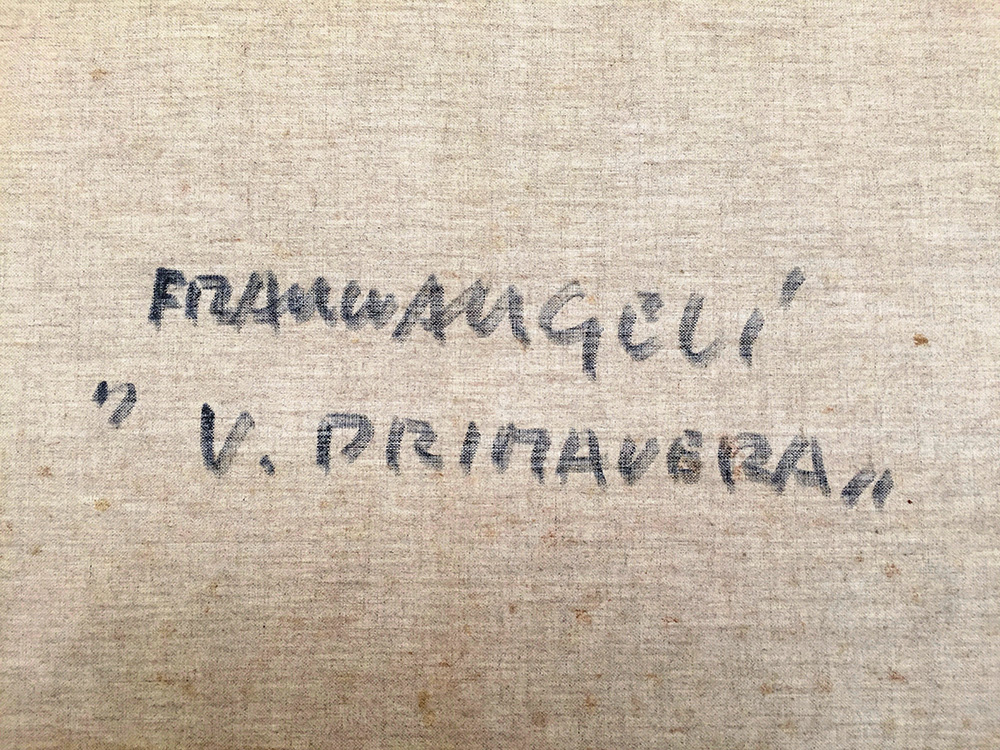 FRANCO ANGELI
" V. PRIMAVERA "